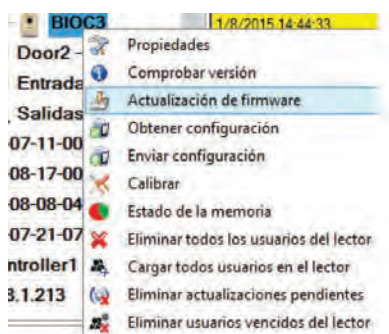 BIOC3 1/8/2015 14:44:33
Door2 - Propiedades
Comprobar versión
Entrada
Actualización de firmware
Salidas
Obtener configuración
07-11-00
Enviar configuración
08-17-00
Calibrar
08-08-04
Estado de la memoria
07-21-07
Eliminar todos los usuarios del lector
ntroller1
Cargar todos usuarios en el lector
3.1.213
Eliminar actualizaciones pendientes
Eliminar usuarios vencidos del lector